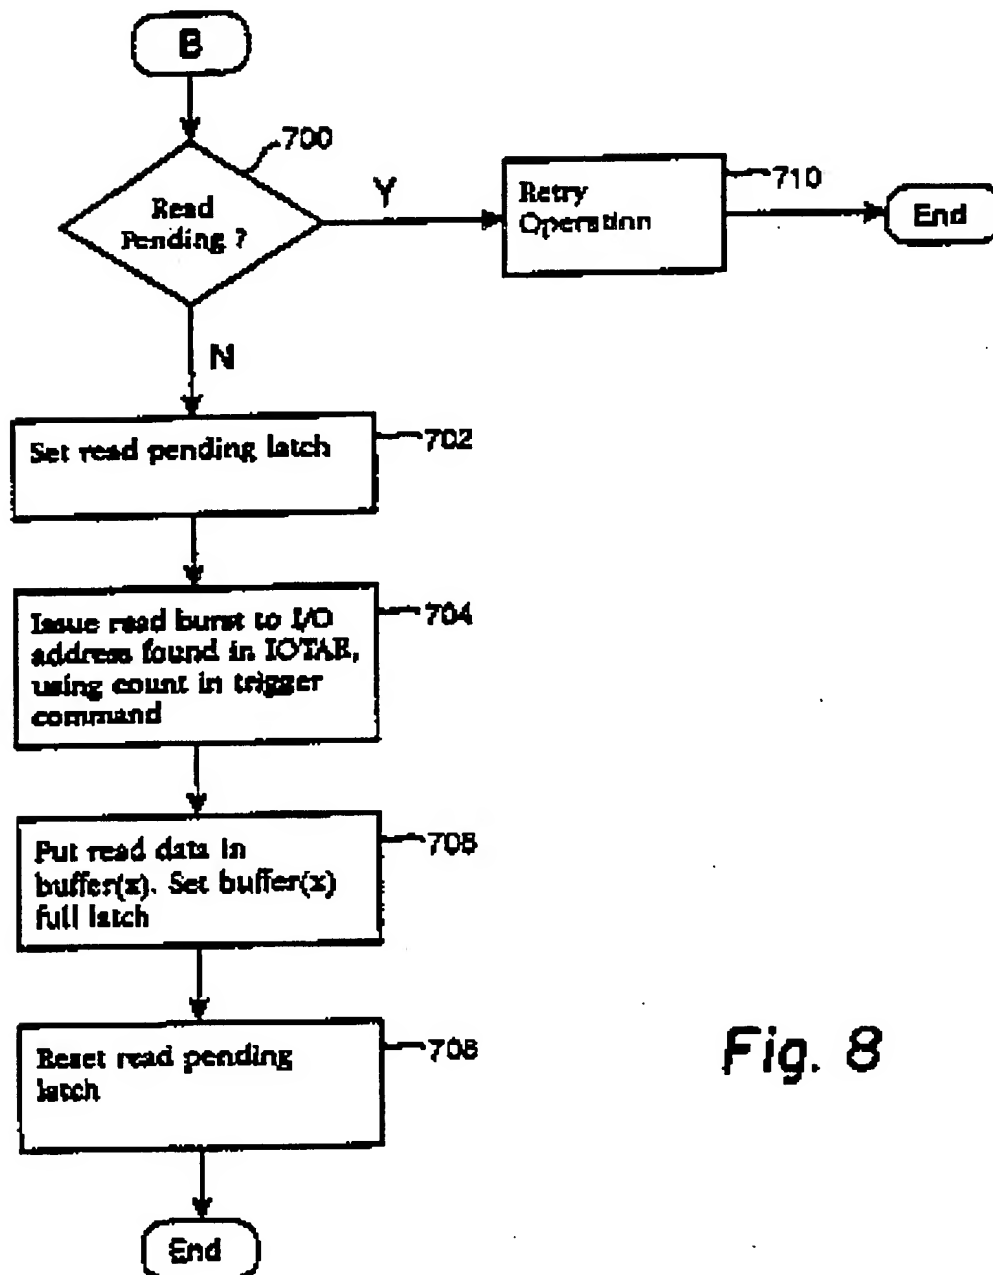 B
700
Read
Pending ?
Y
Retry
Operation
710
End
N
Set read pending latch
702
Issue read burst to I/O
address found in IOTAR,
using count in trigger
command
704
Put read data in
buffer(x). Set buffer(x)
full latch
706
Reset read pending
latch
708
End
Fig. 8